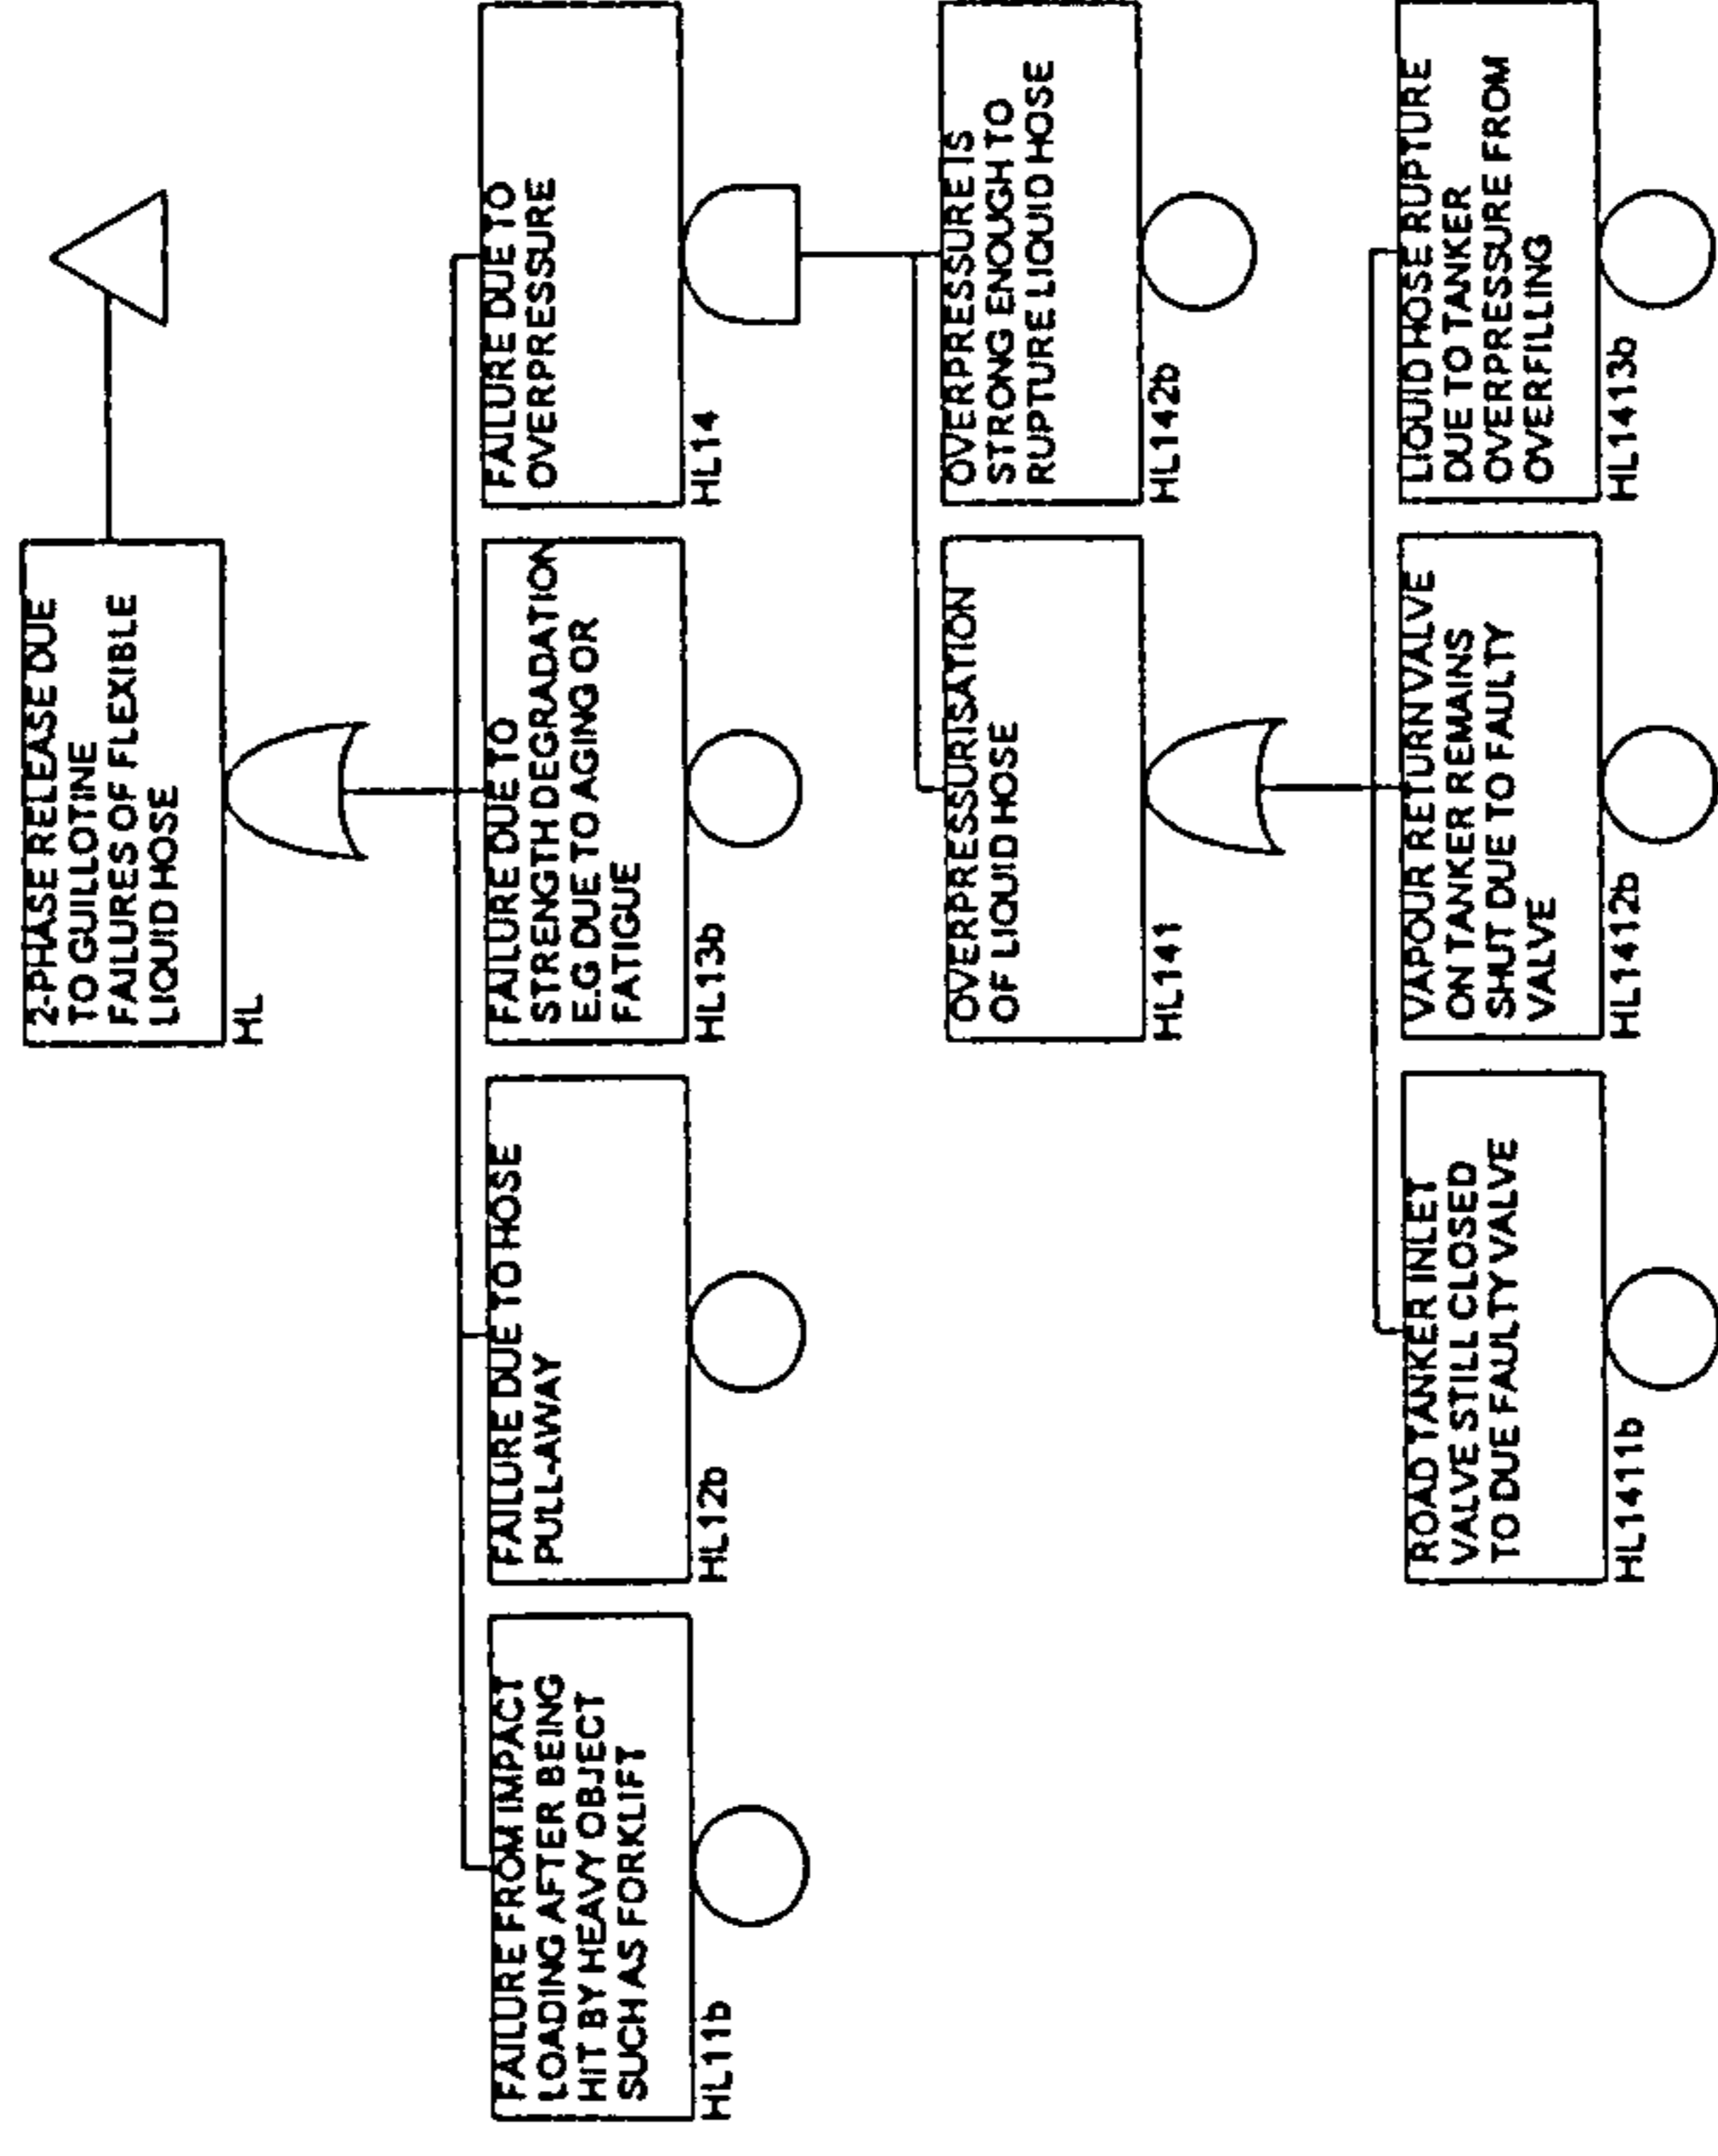 2-PHASE RELEASE DUE
TO GUILLOTINE
FAILURES OF FLEXIBLE
LIQUID HOSE
HL
FAILURE FROM IMPACT
LOADING AFTER BEING
HIT BY HEAVY OBJECT
SUCH AS FORKLIFT
HL11b
FAILURE DUE TO HOSE
PULL-AWAY
HL12b
FAILURE DUE TO
STRENGTH DEGRADATION
E.G DUE TO AGING OR
FATIGUE
HL13b
FAILURE DUE TO
OVERPRESSURE
HL14
OVERPRESSURISATION
OF LIQUID HOSE
HL141
OVERPRESSURE IS
STRONG ENOUGH TO
RUPTURE LIQUID HOSE
HL142b
ROAD TANKER INLET
VALVE STILL CLOSED
TO DUE FAULTY VALVE
HL1411b
VAPOUR RETURN VALVE
ON TANKER REMAINS
SHUT DUE TO FAULTY
VALVE
HL1412b
LIQUID HOSE RUPTURE
DUE TO TANKER
OVERPRESSURE FROM
OVERFILLING
HL1413b